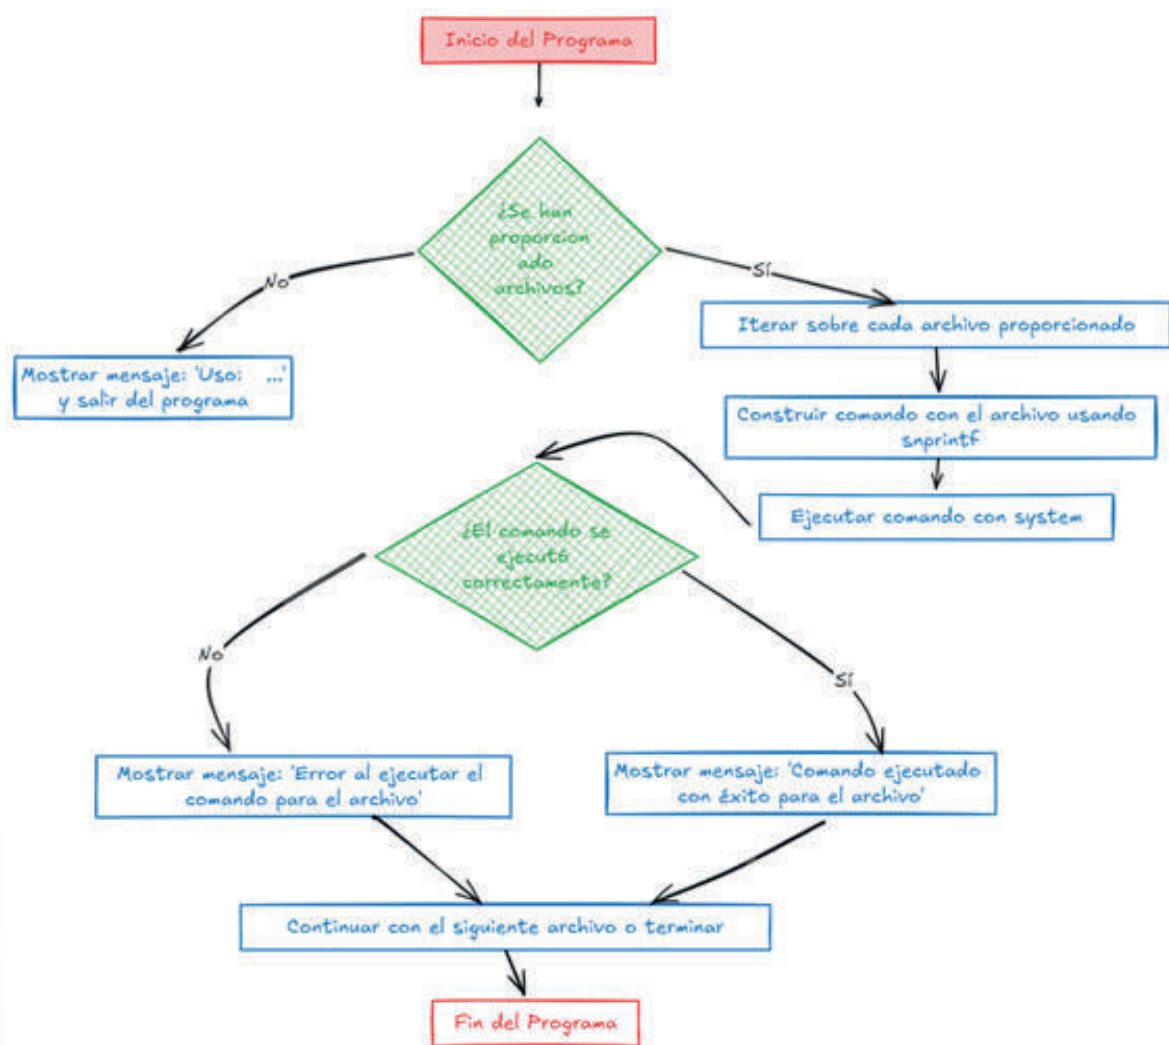 Inicio del Programa
¿Se han
proporcion
ado
archivos?
No
Sí
Iterar sobre cada archivo proporcionado
Mostrar mensaje: 'Uso: ...'
y salir del programa
Construir comando con el archivo usando
snprintf
Ejecutar comando con system
¿El comando se
ejecutó
correctamente?
No
Sí
Mostrar mensaje: 'Error al ejecutar el
comando para el archivo'
Mostrar mensaje: 'Comando ejecutado
con éxito para el archivo'
Continuar con el siguiente archivo o terminar
Fin del Programa